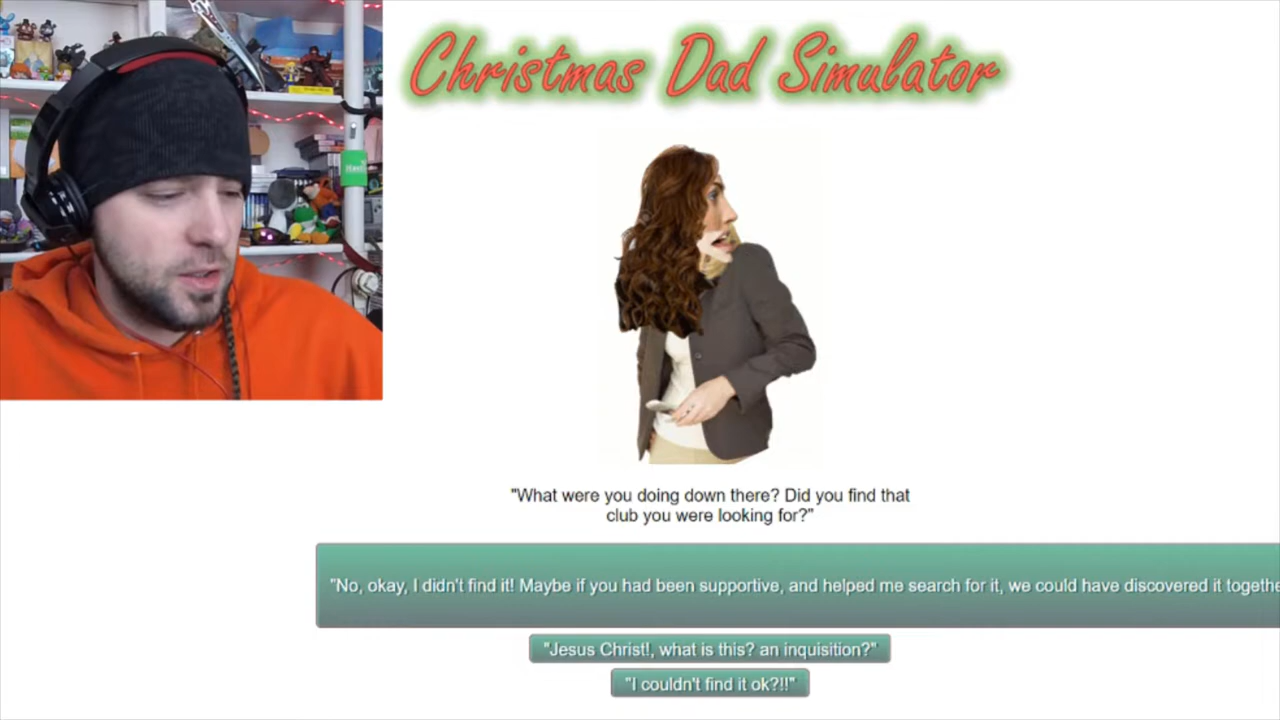 Christmas Dad Simulator
"What were you doing down there? Did you find that
club you were looking for?"
"No, okay, I didn't find it! Maybe if you had been supportive, and helped me search for it, we could have discovered it togethe
"Jesus Christ!, what is this? an inquisition?"
"I couldn't find it ok?!!"